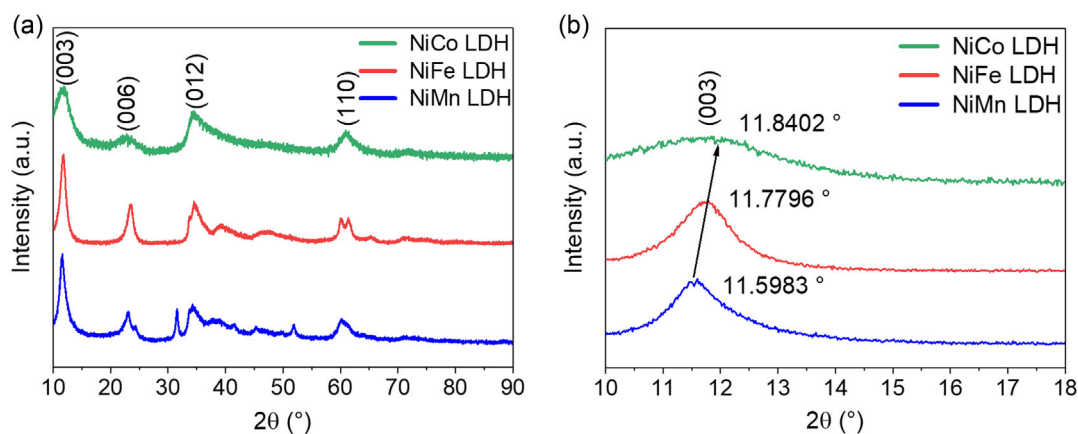 (a)
NiCo LDH
NiFe LDH
NiMn LDH
(003)
(006)
(012)
(110)
Intensity (a.u.)
10 20 30 40 50 60 70 80 90
2θ (°)
(b)
NiCo LDH
NiFe LDH
NiMn LDH
(003)
11.8402 °
11.7796 °
11.5983 °
Intensity (a.u.)
10 11 12 13 14 15 16 17 18
2θ (°)